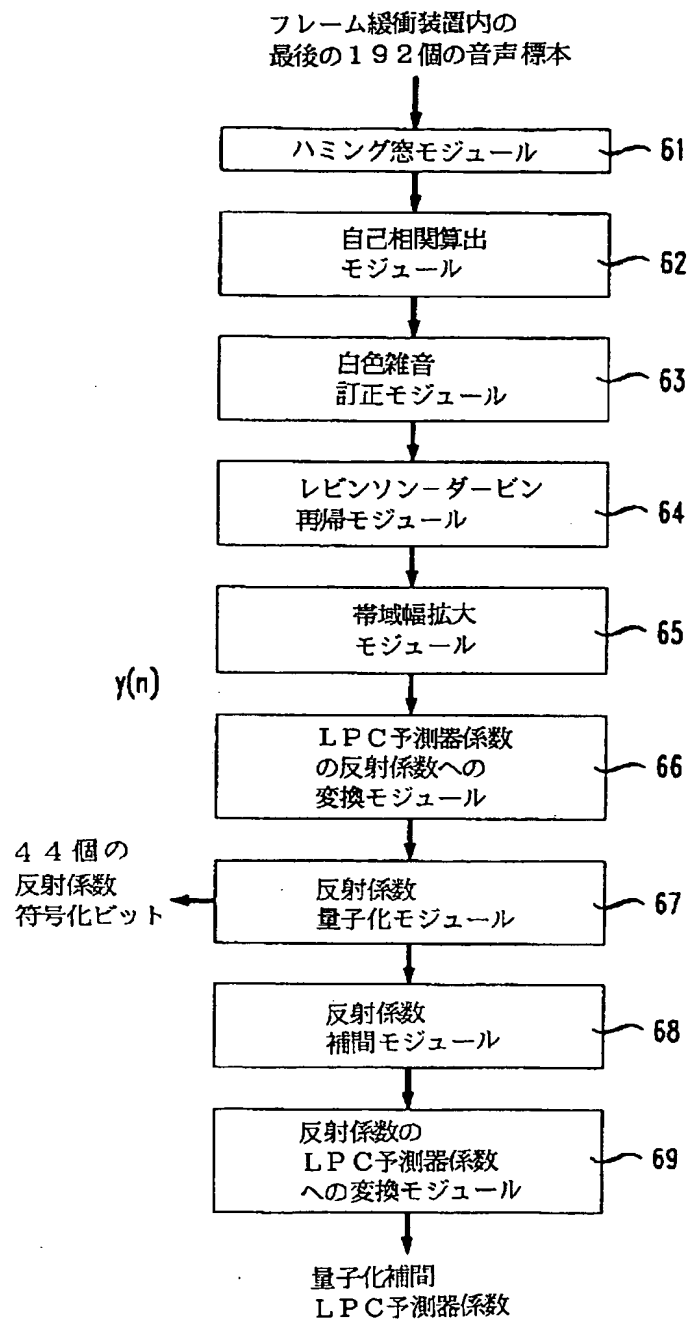 フレーム緩衝装置内の
最後の192個の音声標本
ハミング窓モジュール
61
自己相関算出
モジュール
62
白色雑音
訂正モジュール
63
レビンソン-ダービン
再帰モジュール
64
帯域幅拡大
モジュール
65
y(n)
LPC予測器係数
の反射係数への
変換モジュール
66
44個の
反射係数
符号化ビット
反射係数
量子化モジュール
67
反射係数
補間モジュール
68
反射係数の
LPC予測器係数
への変換モジュール
69
量子化補間
LPC予測器係数